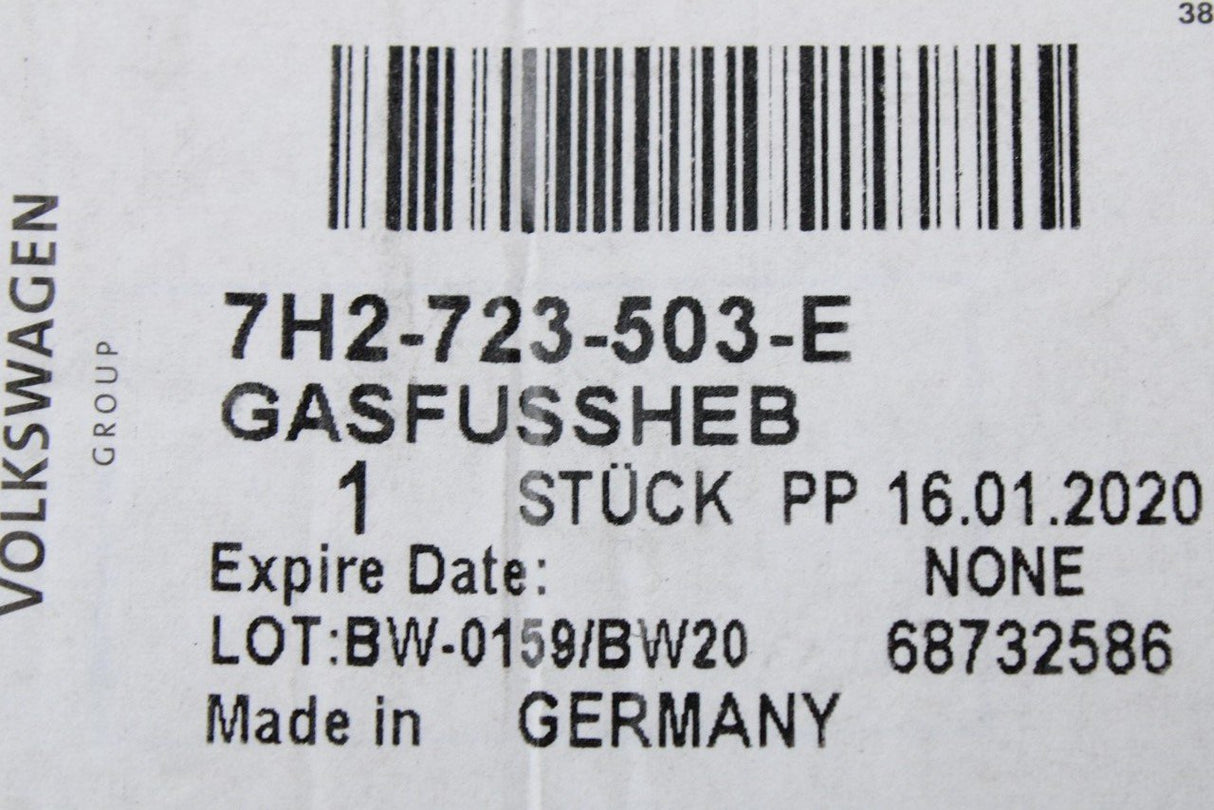 38
VOLKSWAGEN
GROUP
7H2-723-503-E
GASFUSSHEB
1 STÜCK PP 16.01.2020
Expire Date: NONE
LOT:BW-0159/BW20 68732586
Made in GERMANY